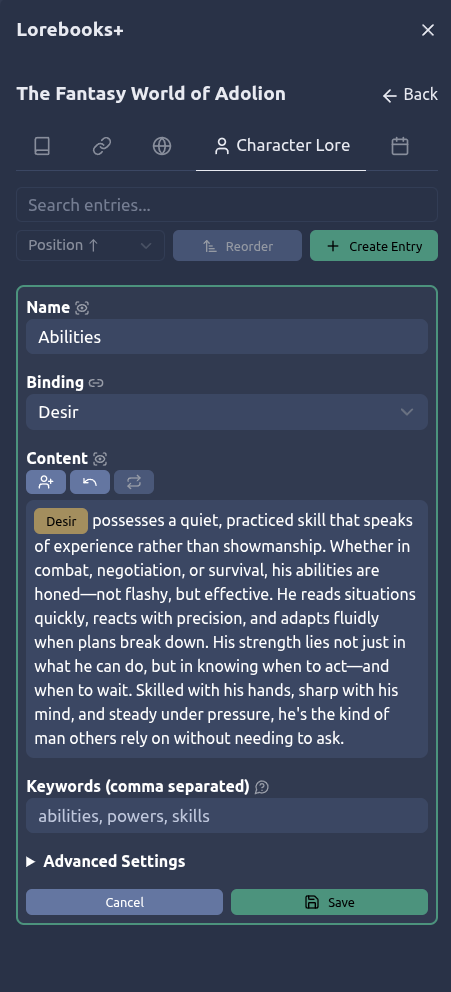 Lorebooks+
The Fantasy World of Adolion
Back
Character Lore
Search entries...
Position ↑
Reorder
Create Entry
Name
Abilities
Binding
Desir
Content
Desir possesses a quiet, practiced skill that speaks
of experience rather than showmanship. Whether in
combat, negotiation, or survival, his abilities are
honed—not flashy, but effective. He reads situations
quickly, reacts with precision, and adapts fluidly
when plans break down. His strength lies not just in
what he can do, but in knowing when to act—and
when to wait. Skilled with his hands, sharp with his
mind, and steady under pressure, he's the kind of
man others rely on without needing to ask.
Keywords (comma separated)
abilities, powers, skills
Advanced Settings
Cancel
Save